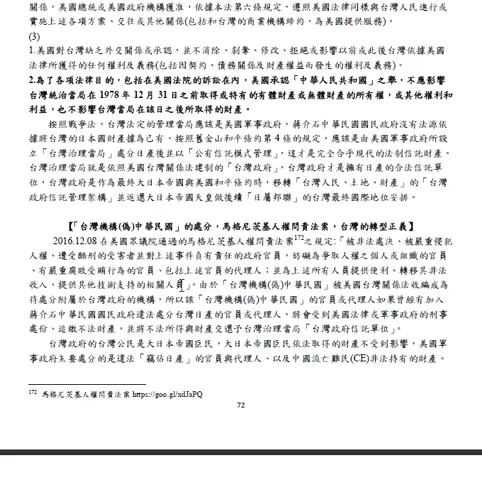 關係，美國總統或美國政府機構獲准，依據本法第六條規定，遵照美國法律同樣與台灣人民進行或
實施上述各項方案、交往或其他關係(包括和台灣的商業機構締約，為美國提供服務)。
(3)
1.美國對台灣缺乏外交關係或承認，並不消除、剝奪、修改、拒絕或影響以前或此後台灣依據美國
法律所獲得的任何權利及義務(包括因契約、債務關係及財產權益而發生的權利及義務)。
2.為了各項法律目的，包括在美國法院的訴訟在內，美國承認「中華人民共和國」之舉，不應影響
台灣統治當局在 1978 年 12 月 31 日之前取得或特有的有體財產或無體財產的所有權，或其他權利和
利益，也不影響台灣當局在該日之後所取得的財產。
按照戰爭法，台灣法定的管理當局應該是美國軍事政府，蔣介石中華民國國民政府沒有法源依
據將台灣的日本國財產據為己有，按照舊金山和平條約第 4 條的規定，應該是由美國軍事政府所設
立「台灣治理當局」處分日產後並以「公有信託模式管理」，這才是完全合乎現代的法制信託財產。
台灣治理當局就是依照美國台灣關係法建制的「台灣政府」，台灣政府才是擁有日產的合法信託單
位，台灣政府是作為最終大日本帝國與美國和平條約時，移轉「台灣人民、土地、財產」的「台灣
政府信託管理架構」並返還大日本帝國天皇做後續「日屬邦聯」的台灣最終國際地位安排。
【「台灣機構(偽)中華民國」的處分，馬格尼茨基人權問責法案，台灣的轉型正義】
2016.12.08 在美國眾議院通過的馬格尼茨基人權問責法案172之規定:「被非法處決、被嚴重侵犯
人權、遭受酷刑的受害者並對上述事件負有責任的政府官員，妨礙為爭取人權之個人或組織的官員
、有嚴重腐敗受賄行為的官員、包括上述官員的代理人；並為上述所有人員提供便利、轉移其非法
收入、提供其他技術支持的相關人員」。由於「台灣機構(偽)中華民國」被美國台灣關係法收編成為
待處分附屬於台灣政府的機構，所以該「台灣機構(偽)中華民國」的官員或代理人如果曾經有加入
蔣介石中華民國國民政府違法處分台灣日產的官員或代理人，將會受到美國法律或軍事政府的刑事
處份、追繳不法財產，並將不法所得與財產交還予台灣治理當局「台灣政府信託單位」。
台灣政府的台灣公民是大日本帝國臣民，大日本帝國臣民依法取得的財產不受到影響，美國軍
事政府主要處分的是違法「竊佔日產」的官員與代理人、以及中國流亡難民(CE)非法持有的財產。
172 馬格尼茨基人權問責法案 https://goo.gl/xdJaPQ
72